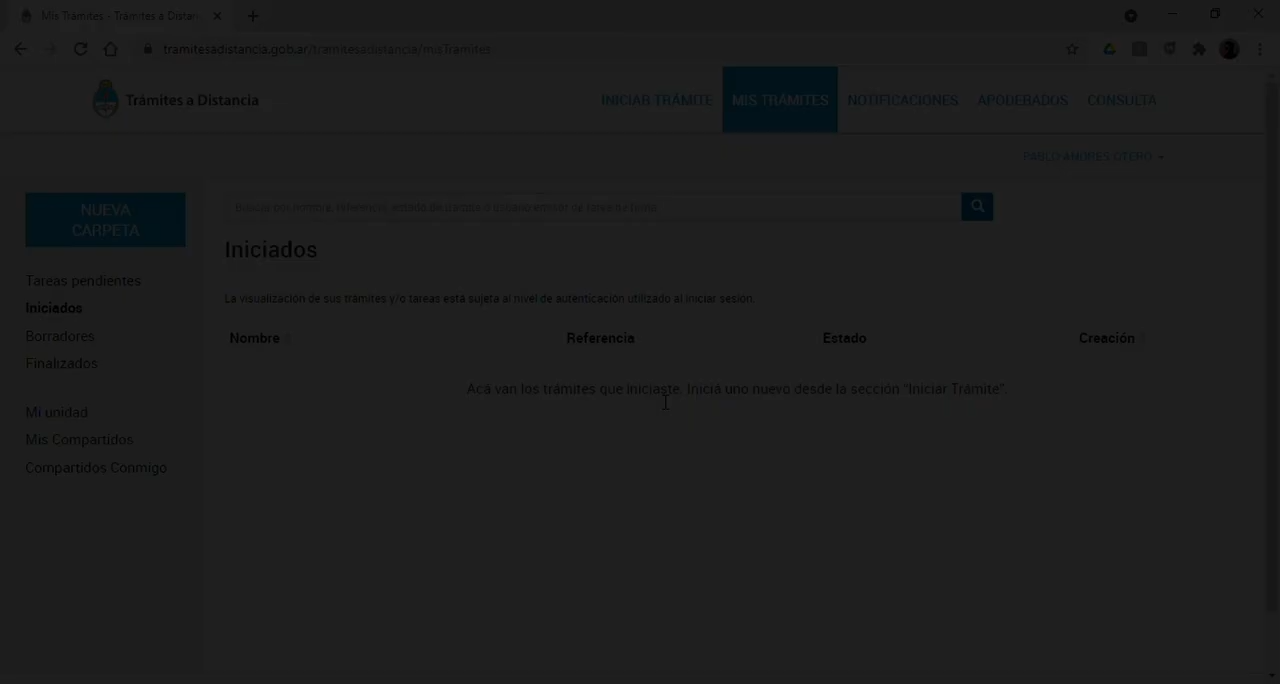 Mis Trámites - Trámites a Distan
tramitesadistancia.gob.ar/tramitesadistancia/misTramites
Trámites a Distancia
INICIAR TRÁMITE
MIS TRÁMITES
NOTIFICACIONES
APODERADOS
CONSULTA
PABLO ANDRES OTERO
NUEVA
CARPETA
Tareas pendientes
Iniciados
Borradores
Finalizados
Mi unidad
Mis Compartidos
Compartidos Conmigo
Iniciados
La visualización de sus trámites y/o tareas está sujeta al nivel de autenticación utilizado al iniciar sesión.
Nombre
Referencia
Estado
Creación
Acá van los trámites que iniciaste. Iniciá uno nuevo desde la sección "Iniciar Trámite".